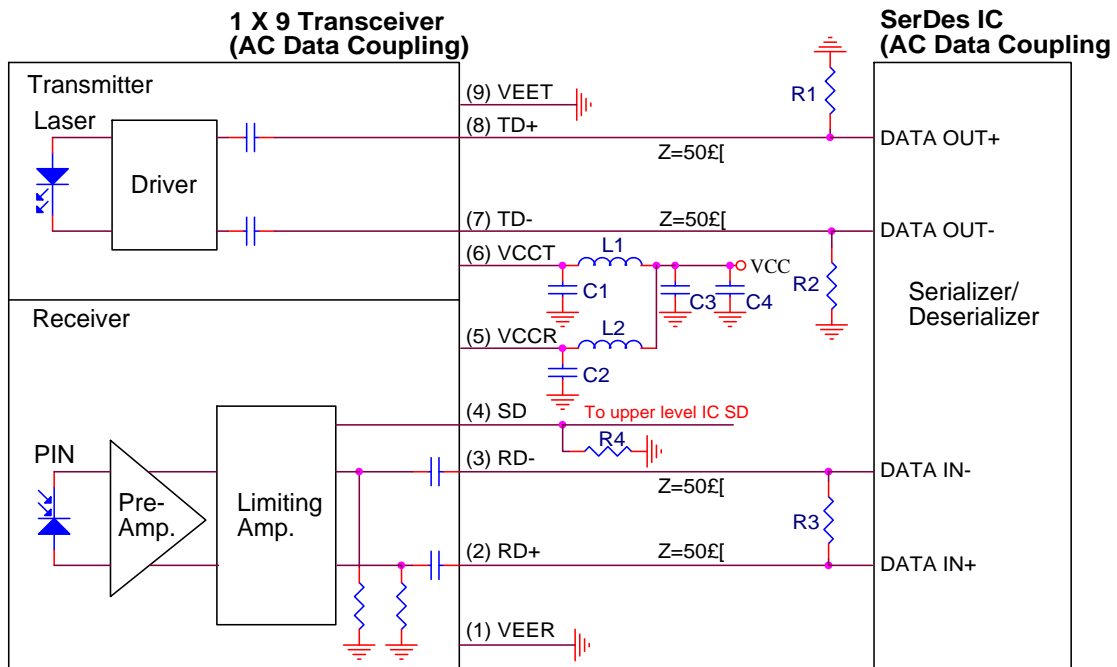 1 X 9 Transceiver
(AC Data Coupling)
SerDes IC
(AC Data Coupling
Transmitter
Laser
Driver
(9) VEET
(8) TD+
Z=50£[
R1
DATA OUT+
(7) TD-
Z=50£[
DATA OUT-
(6) VCCT
L1
VCC
C1
C3
C4
R2
Receiver
(5) VCCR
L2
C2
Serializer/
Deserializer
(4) SD
To upper level IC SD
R4
PIN
Pre-
Amp.
Limiting
Amp.
(3) RD-
Z=50£[
DATA IN-
R3
(2) RD+
Z=50£[
DATA IN+
(1) VEER